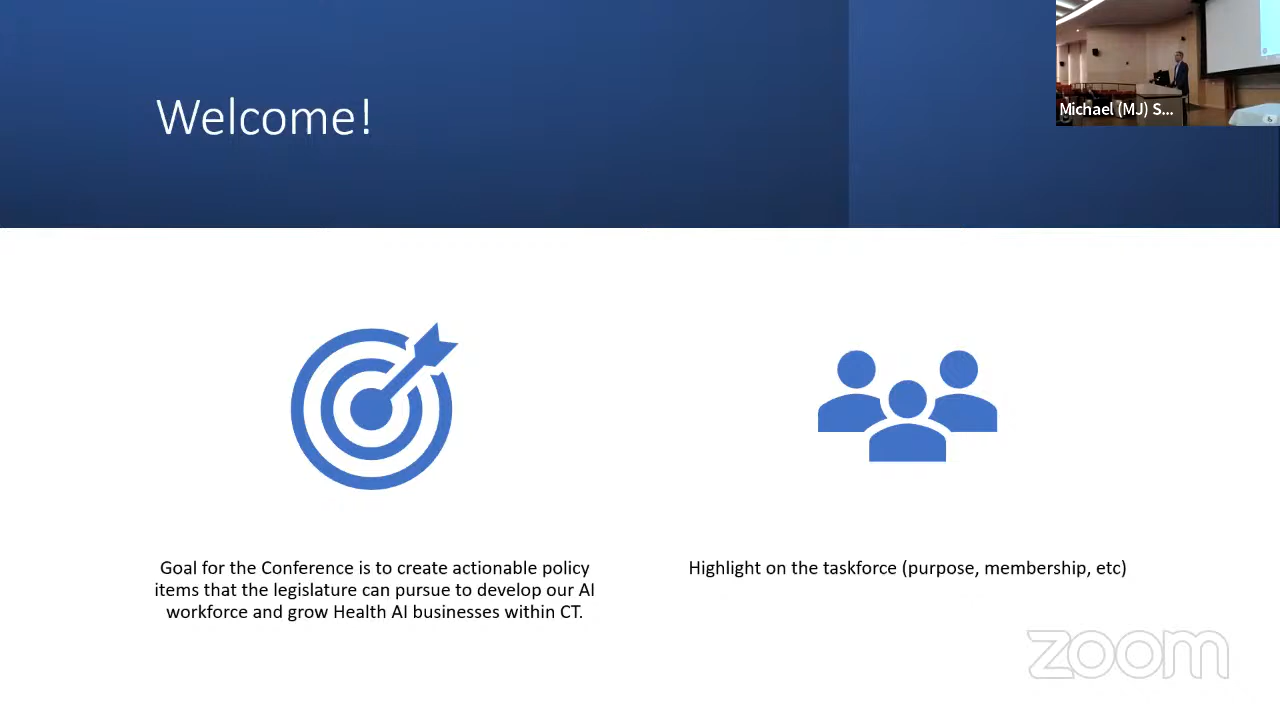 Welcome!
Michael (MJ) S...
Goal for the Conference is to create actionable policy
items that the legislature can pursue to develop our AI
workforce and grow Health AI businesses within CT.
Highlight on the taskforce (purpose, membership, etc)
zoom